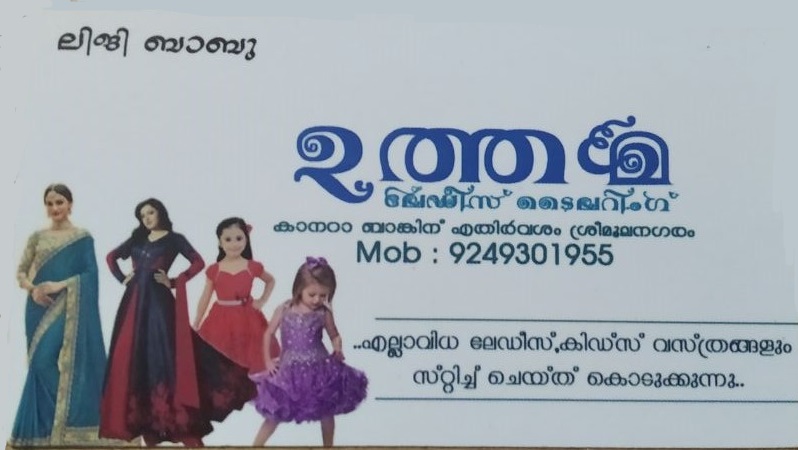 ലിജി ബാബു
ഉത്തമ
ലേഡീസ് ടൈലറിംഗ്
കാനറാ ബാങ്കിന് എതിർവശം ശ്രീമൂലനഗരം
Mob : 9249301955
..എല്ലാവിധ ലേഡീസ്,കിഡ്സ് വസ്ത്രങ്ങളും
സ്റ്റിച്ച് ചെയ്ത് കൊടുക്കുന്നു..